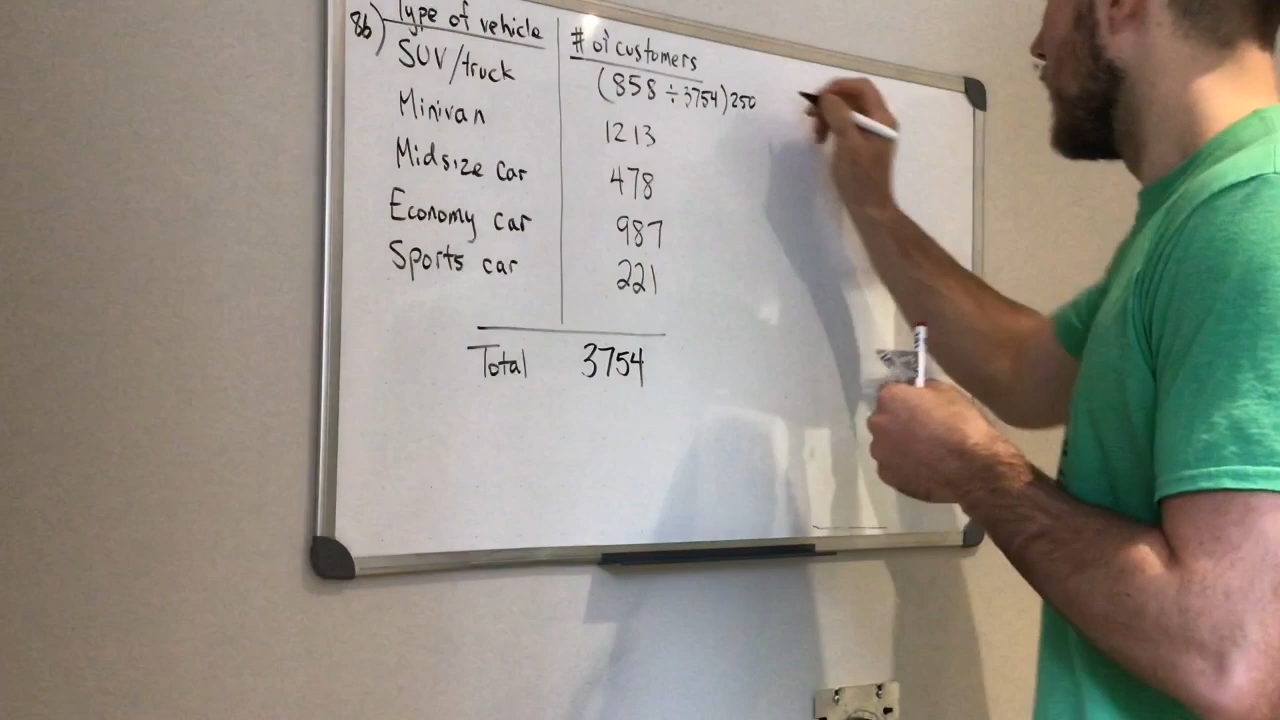 8b) Type of vehicle
# of customers
SUV/truck
(858 ÷ 3754)250
Minivan
1213
Midsize car
478
Economy car
987
Sports car
221
Total 3754